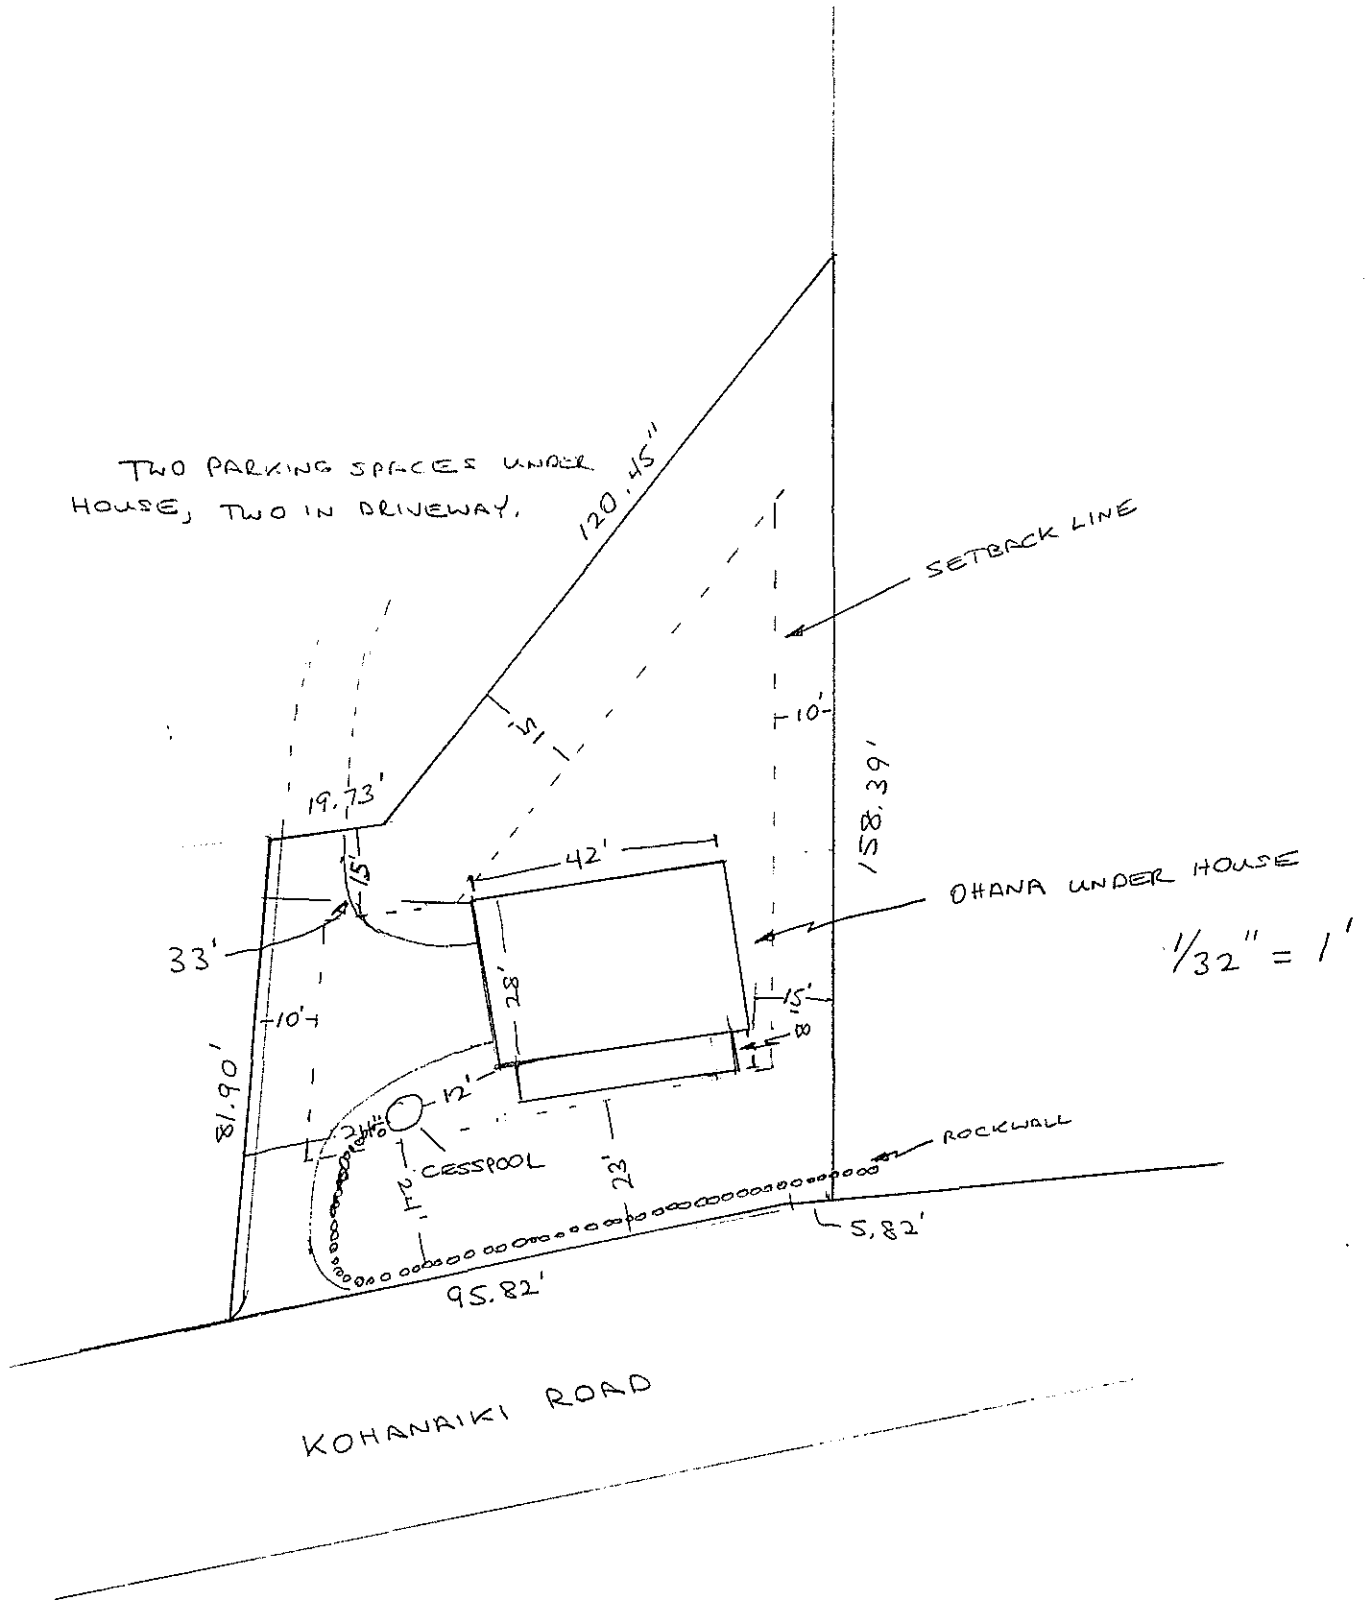 TWO PARKING SPACES UNDER
HOUSE, TWO IN DRIVEWAY.
120.45"
SETBACK LINE
15'
10'
19.73'
158.39'
42'
15'
OHANA UNDER HOUSE
1/32" = 1'
33'
28'
10'
15'
8'
81.90'
12'
CESSPOOL
ROCKWALL
24'
23'
5.82'
95.82'
KOHANAIKI ROAD